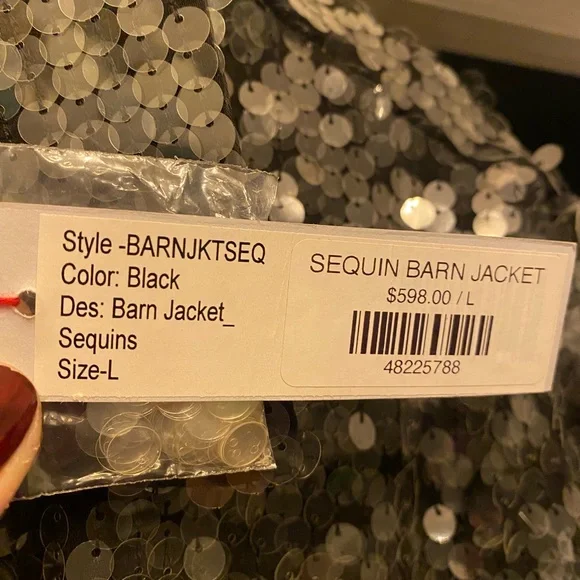 Style -BARNJKTSEQ
Color: Black
Des: Barn Jacket_
Sequins
Size-L
SEQUIN BARN JACKET
$598.00 / L
48225788